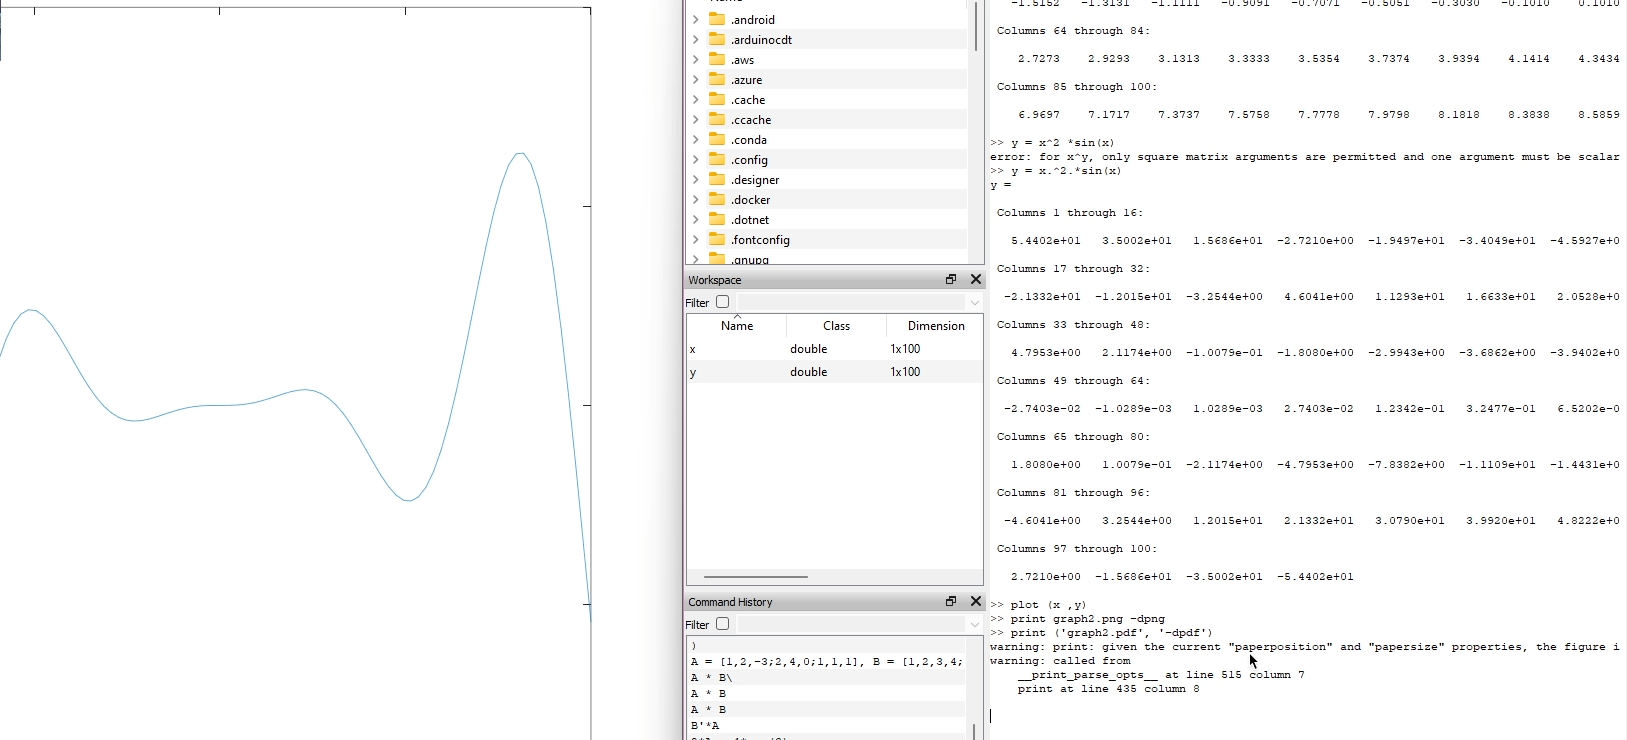 Name
.android
.arduinocdt
.aws
.azure
.cache
.ccache
.conda
.config
.designer
.docker
.dotnet
.fontconfig
.gnupg
Workspace
Filter
Name Class Dimension
x double 1x100
y double 1x100
Command History
Filter
)
A = [1,2,-3;2,4,0;1,1,1], B = [1,2,3,4;
A * B\
A * B
A * B
B'*A
-1.5152 -1.3131 -1.1111 -0.9091 -0.7071 -0.5051 -0.3030 -0.1010 0.1010
Columns 64 through 84:
2.7273 2.9293 3.1313 3.3333 3.5354 3.7374 3.9394 4.1414 4.3434
Columns 85 through 100:
6.9697 7.1717 7.3737 7.5758 7.7778 7.9798 8.1818 8.3838 8.5859
>> y = x^2 *sin(x)
error: for x^y, only square matrix arguments are permitted and one argument must be scalar
>> y = x.^2.*sin(x)
y =
Columns 1 through 16:
5.4402e+01 3.5002e+01 1.5686e+01 -2.7210e+00 -1.9497e+01 -3.4049e+01 -4.5927e+0
Columns 17 through 32:
-2.1332e+01 -1.2015e+01 -3.2544e+00 4.6041e+00 1.1293e+01 1.6633e+01 2.0528e+0
Columns 33 through 48:
4.7953e+00 2.1174e+00 -1.0079e-01 -1.8080e+00 -2.9943e+00 -3.6862e+00 -3.9402e+0
Columns 49 through 64:
-2.7403e-02 -1.0289e-03 1.0289e-03 2.7403e-02 1.2342e-01 3.2477e-01 6.5202e-0
Columns 65 through 80:
1.8080e+00 1.0079e-01 -2.1174e+00 -4.7953e+00 -7.8382e+00 -1.1109e+01 -1.4431e+0
Columns 81 through 96:
-4.6041e+00 3.2544e+00 1.2015e+01 2.1332e+01 3.0790e+01 3.9920e+01 4.8222e+0
Columns 97 through 100:
2.7210e+00 -1.5686e+01 -3.5002e+01 -5.4402e+01
>> plot (x ,y)
>> print graph2.png -dpng
>> print ('graph2.pdf', '-dpdf')
warning: print: given the current "paperposition" and "papersize" properties, the figure i
warning: called from
__print_parse_opts__ at line 515 column 7
print at line 435 column 8